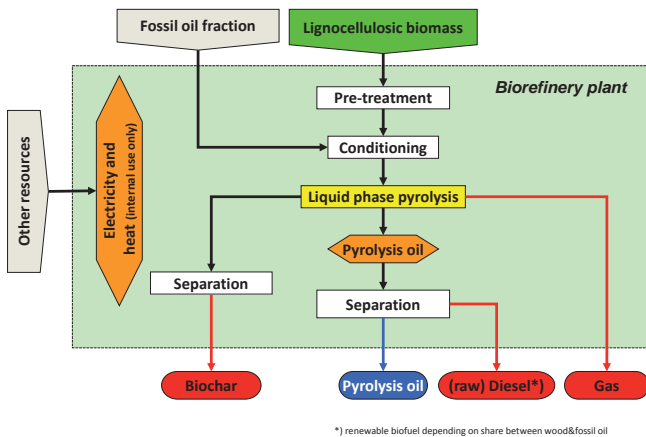 Fossil oil fraction
Lignocellulosic biomass
Biorefinery plant
Pre-treatment
Conditioning
Other resources
Electricity and
heat (internal use only)
Liquid phase pyrolysis
Pyrolysis oil
Separation
Separation
Biochar
Pyrolysis oil
(raw) Diesel*)
Gas
*) renewable biofuel depending on share between wood&fossil oil